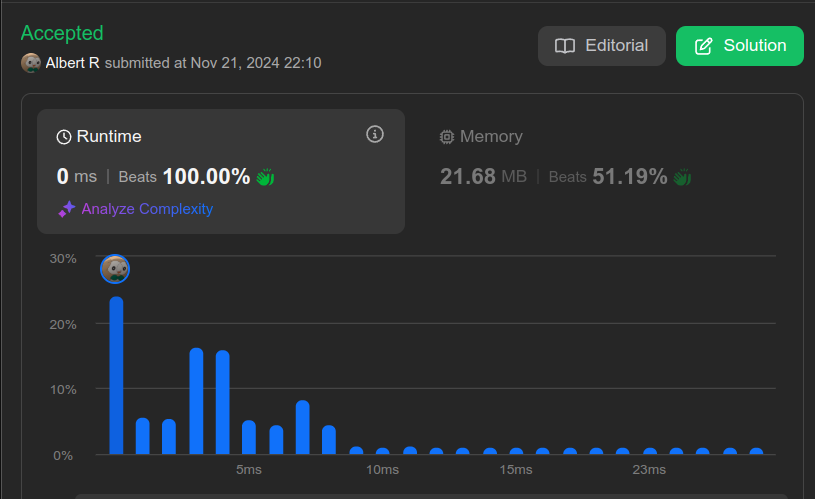 Accepted
Editorial
Solution
Albert R submitted at Nov 21, 2024 22:10
Runtime
Memory
0 ms | Beats 100.00%
21.68 MB | Beats 51.19%
Analyze Complexity
30%
20%
10%
0%
5ms
10ms
15ms
23ms